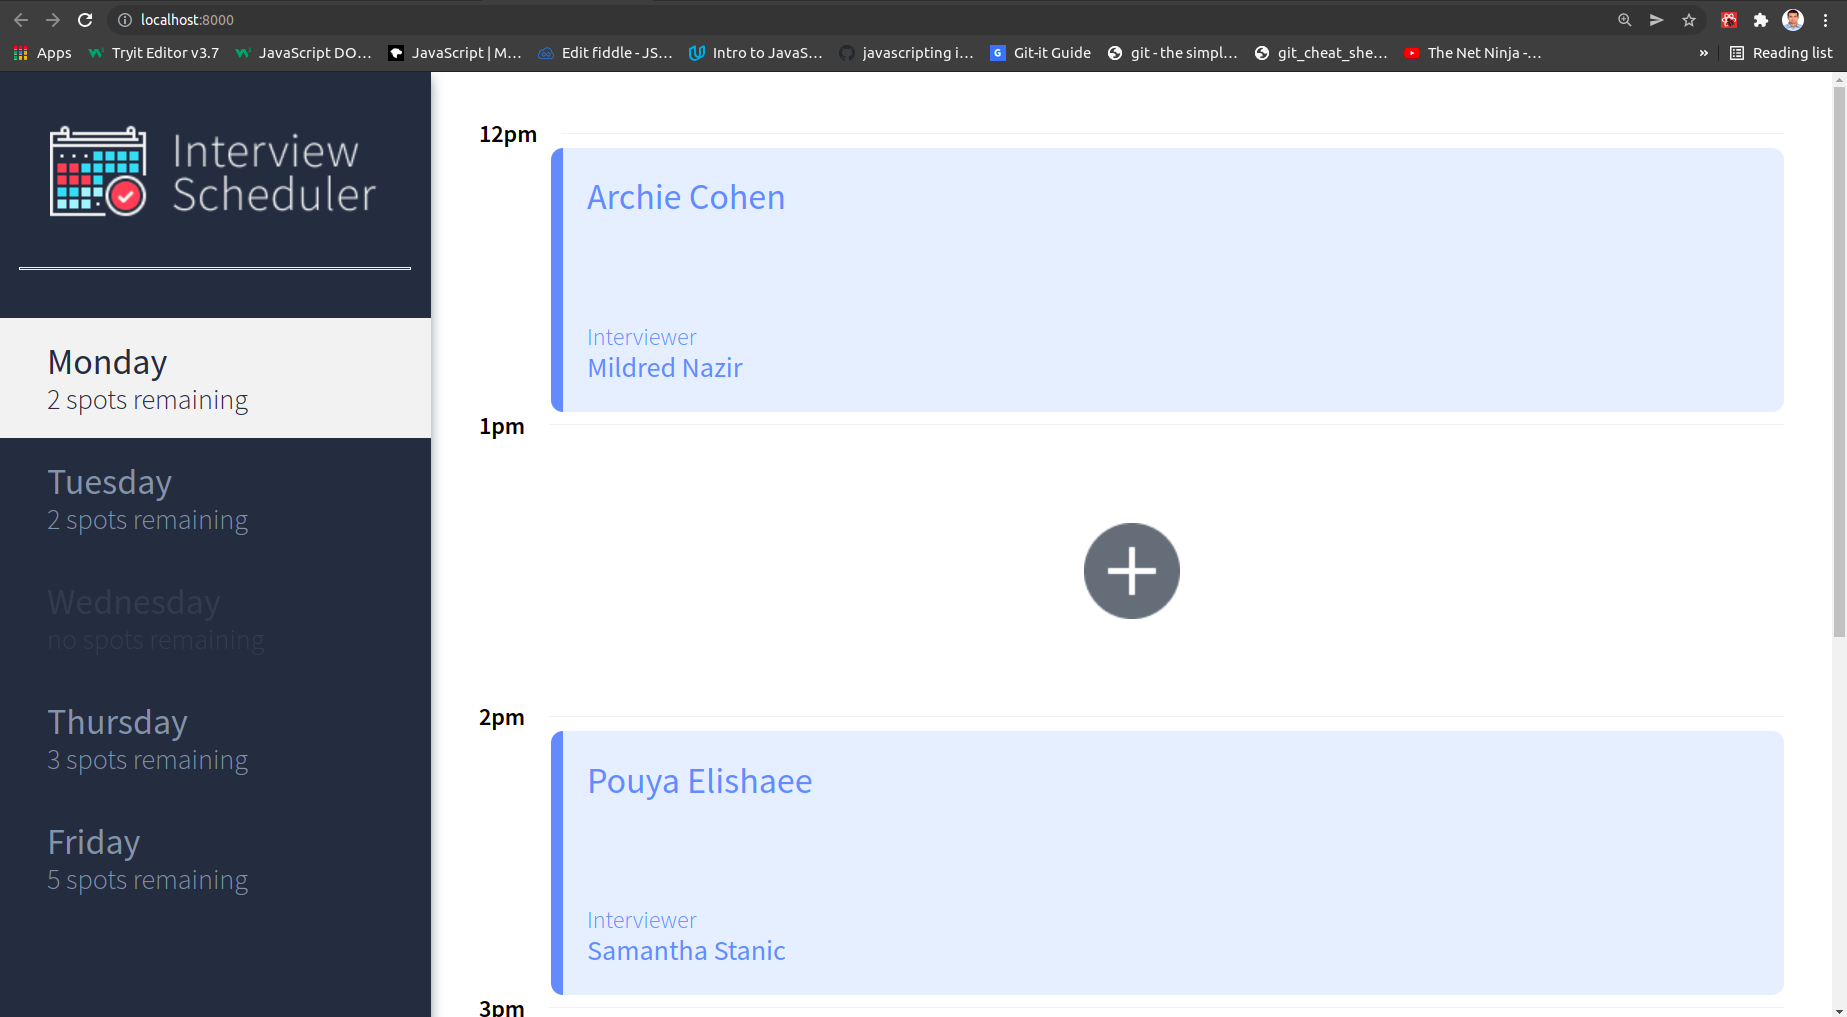 localhost:8000
Apps
Tryit Editor v3.7
JavaScript DO...
JavaScript | M...
Edit fiddle - JS...
Intro to JavaS...
javascripting i...
Git-it Guide
git - the simpl...
git_cheat_she...
The Net Ninja -...
»
Reading list
Interview
Scheduler
Monday
2 spots remaining
Tuesday
2 spots remaining
Wednesday
no spots remaining
Thursday
3 spots remaining
Friday
5 spots remaining
12pm
Archie Cohen
Interviewer
Mildred Nazir
1pm
2pm
Pouya Elishaee
Interviewer
Samantha Stanic
3pm